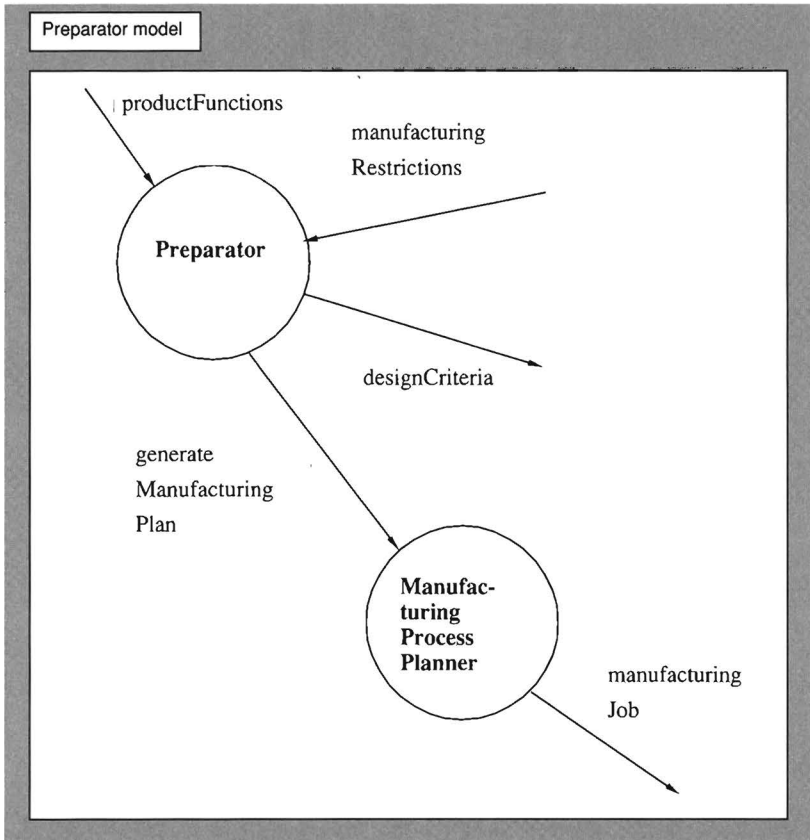 Preparator model
productFunctions
manufacturing
Restrictions
Preparator
designCriteria
generate
Manufacturing
Plan
Manufac-
turing
Process
Planner
manufacturing
Job